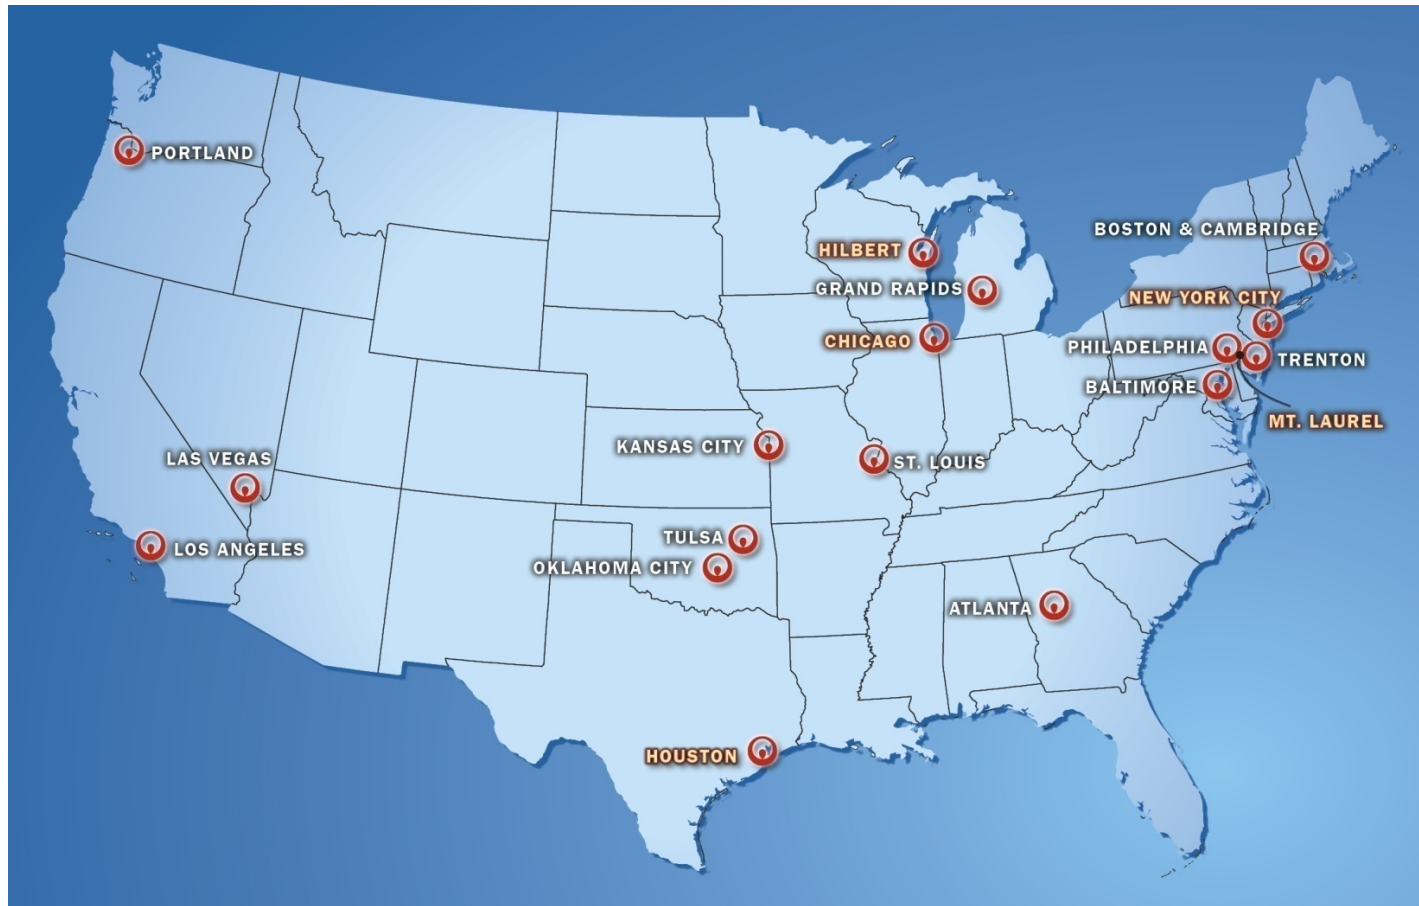 PORTLAND
BOSTON & CAMBRIDGE
HILBERT
GRAND RAPIDS
NEW YORK CITY
CHICAGO
PHILADELPHIA
TRENTON
BALTIMORE
MT. LAUREL
KANSAS CITY
LAS VEGAS
ST. LOUIS
TULSA
LOS ANGELES
OKLAHOMA CITY
ATLANTA
HOUSTON